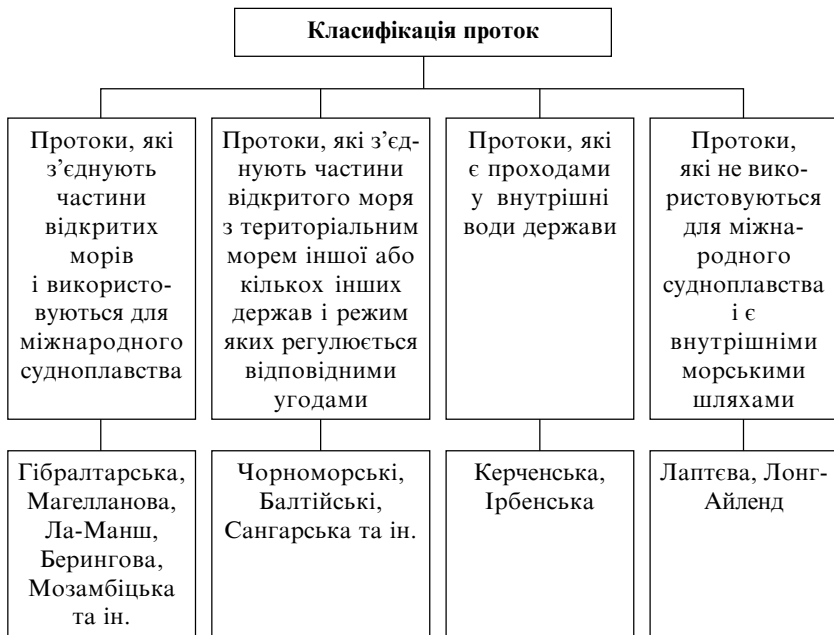 Класифікація проток
Протоки, які
з’єднують
частини
відкритих
морів
і використо-
вуються для
міжнародного
судноплавства
Протоки, які з’єд-
нують частини
відкритого моря
з територіальним
морем іншої або
кількох інших
держав і режим
яких регулюється
відповідними
угодами
Протоки, які
є проходами
у внутрішні
води держави
Протоки,
які не вико-
ристовуються
для міжна-
родного
судноплавства
і є
внутрішніми
морськими
шляхами
Гібралтарська,
Магелланова,
Ла-Манш,
Берингова,
Мозамбіцька
та ін.
Чорноморські,
Балтійські,
Сангарська та ін.
Керченська,
Ірбенська
Лаптєва, Лонг-
Айленд